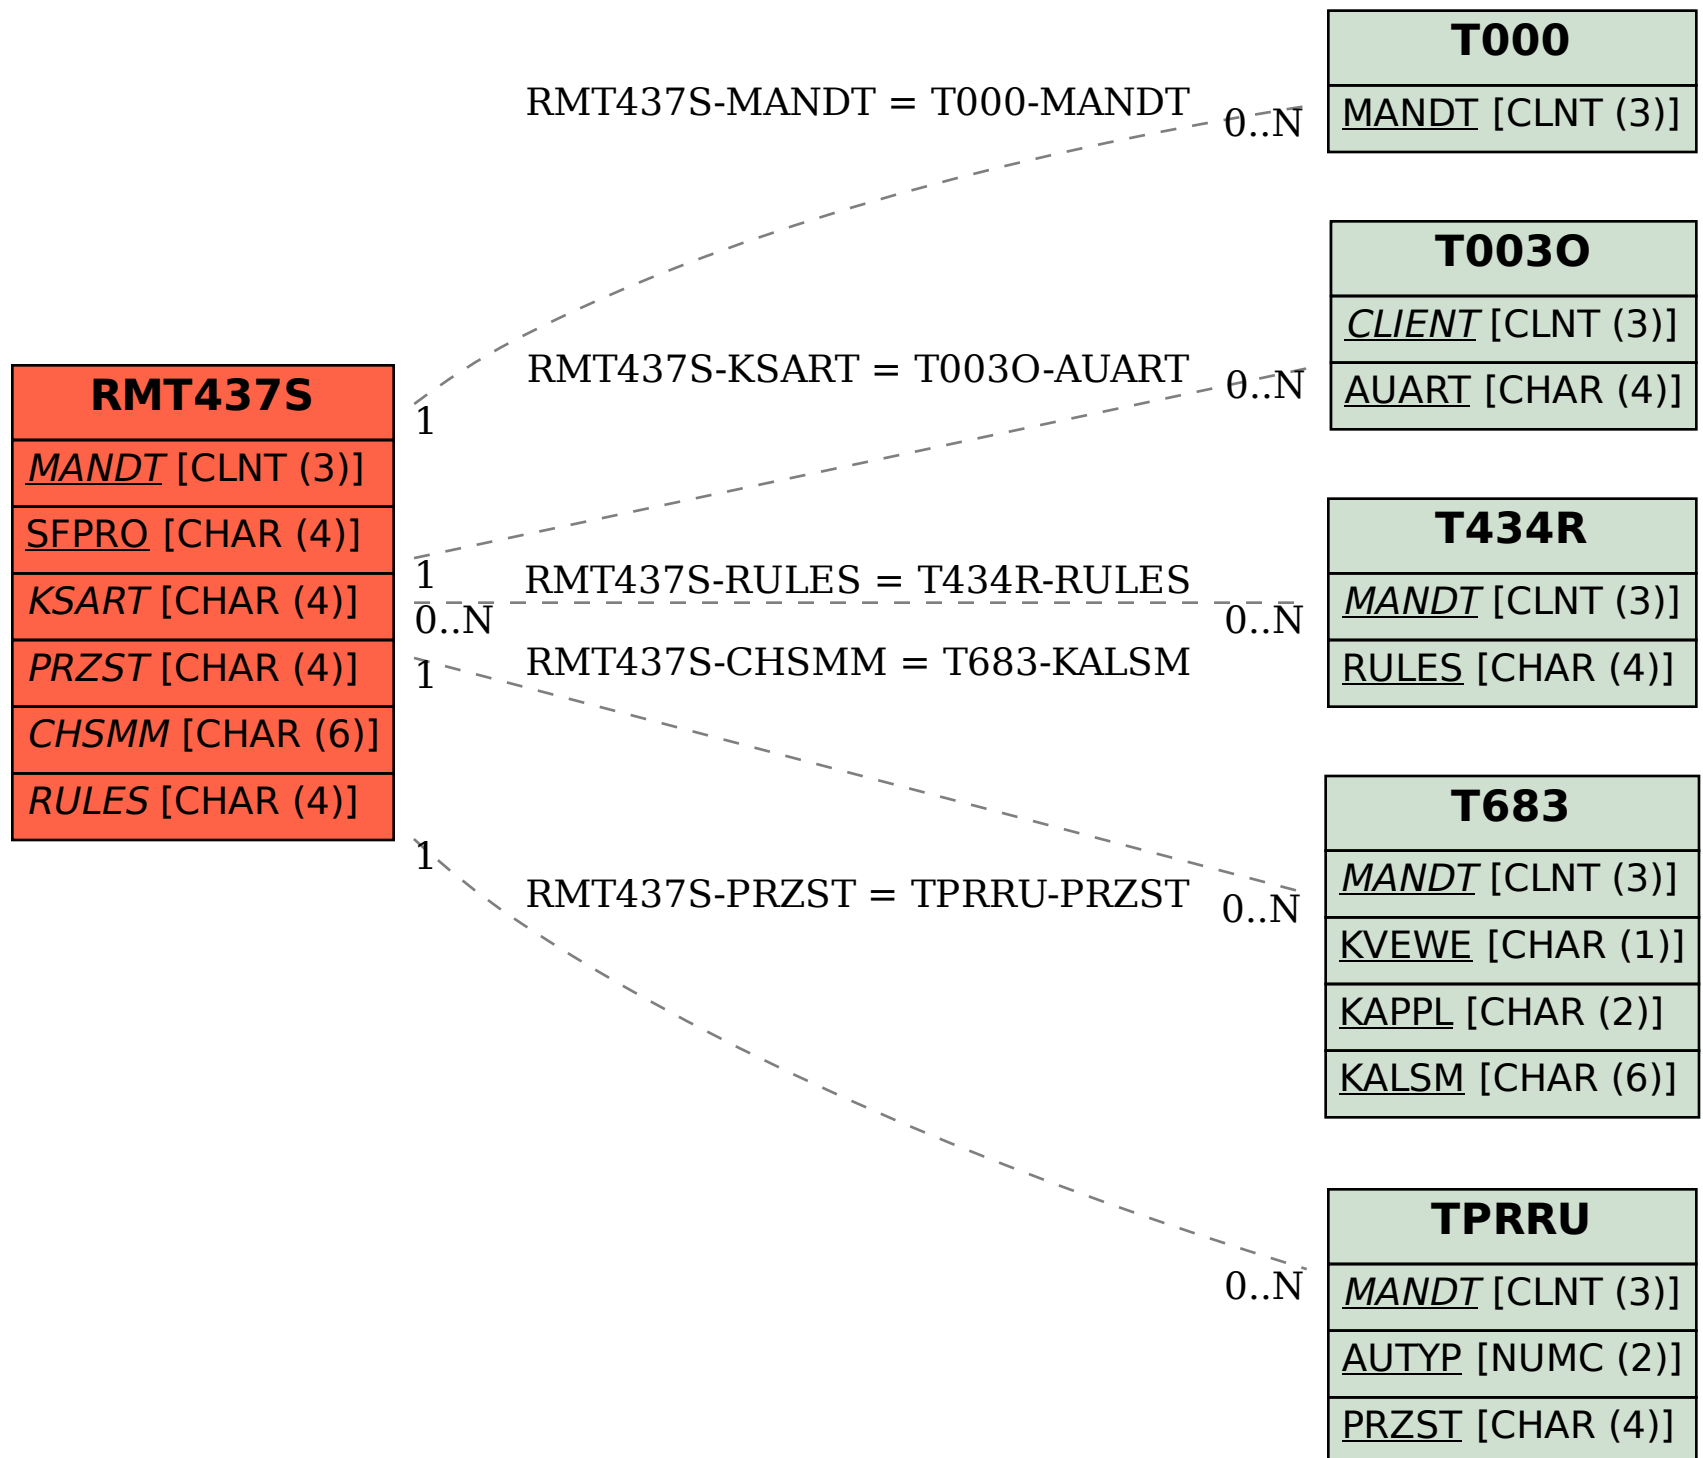 T000
MANDT [CLNT (3)]
RMT437S-MANDT = T000-MANDT
0..N
T003O
CLIENT [CLNT (3)]
AUART [CHAR (4)]
RMT437S-KSART = T003O-AUART
0..N
RMT437S
MANDT [CLNT (3)]
SFPRO [CHAR (4)]
KSART [CHAR (4)]
PRZST [CHAR (4)]
CHSMM [CHAR (6)]
RULES [CHAR (4)]
1
1
0..N
1
1
RMT437S-RULES = T434R-RULES
0..N
T434R
MANDT [CLNT (3)]
RULES [CHAR (4)]
RMT437S-CHSMM = T683-KALSM
0..N
T683
MANDT [CLNT (3)]
KVEWE [CHAR (1)]
KAPPL [CHAR (2)]
KALSM [CHAR (6)]
RMT437S-PRZST = TPRRU-PRZST
0..N
TPRRU
MANDT [CLNT (3)]
AUTYP [NUMC (2)]
PRZST [CHAR (4)]